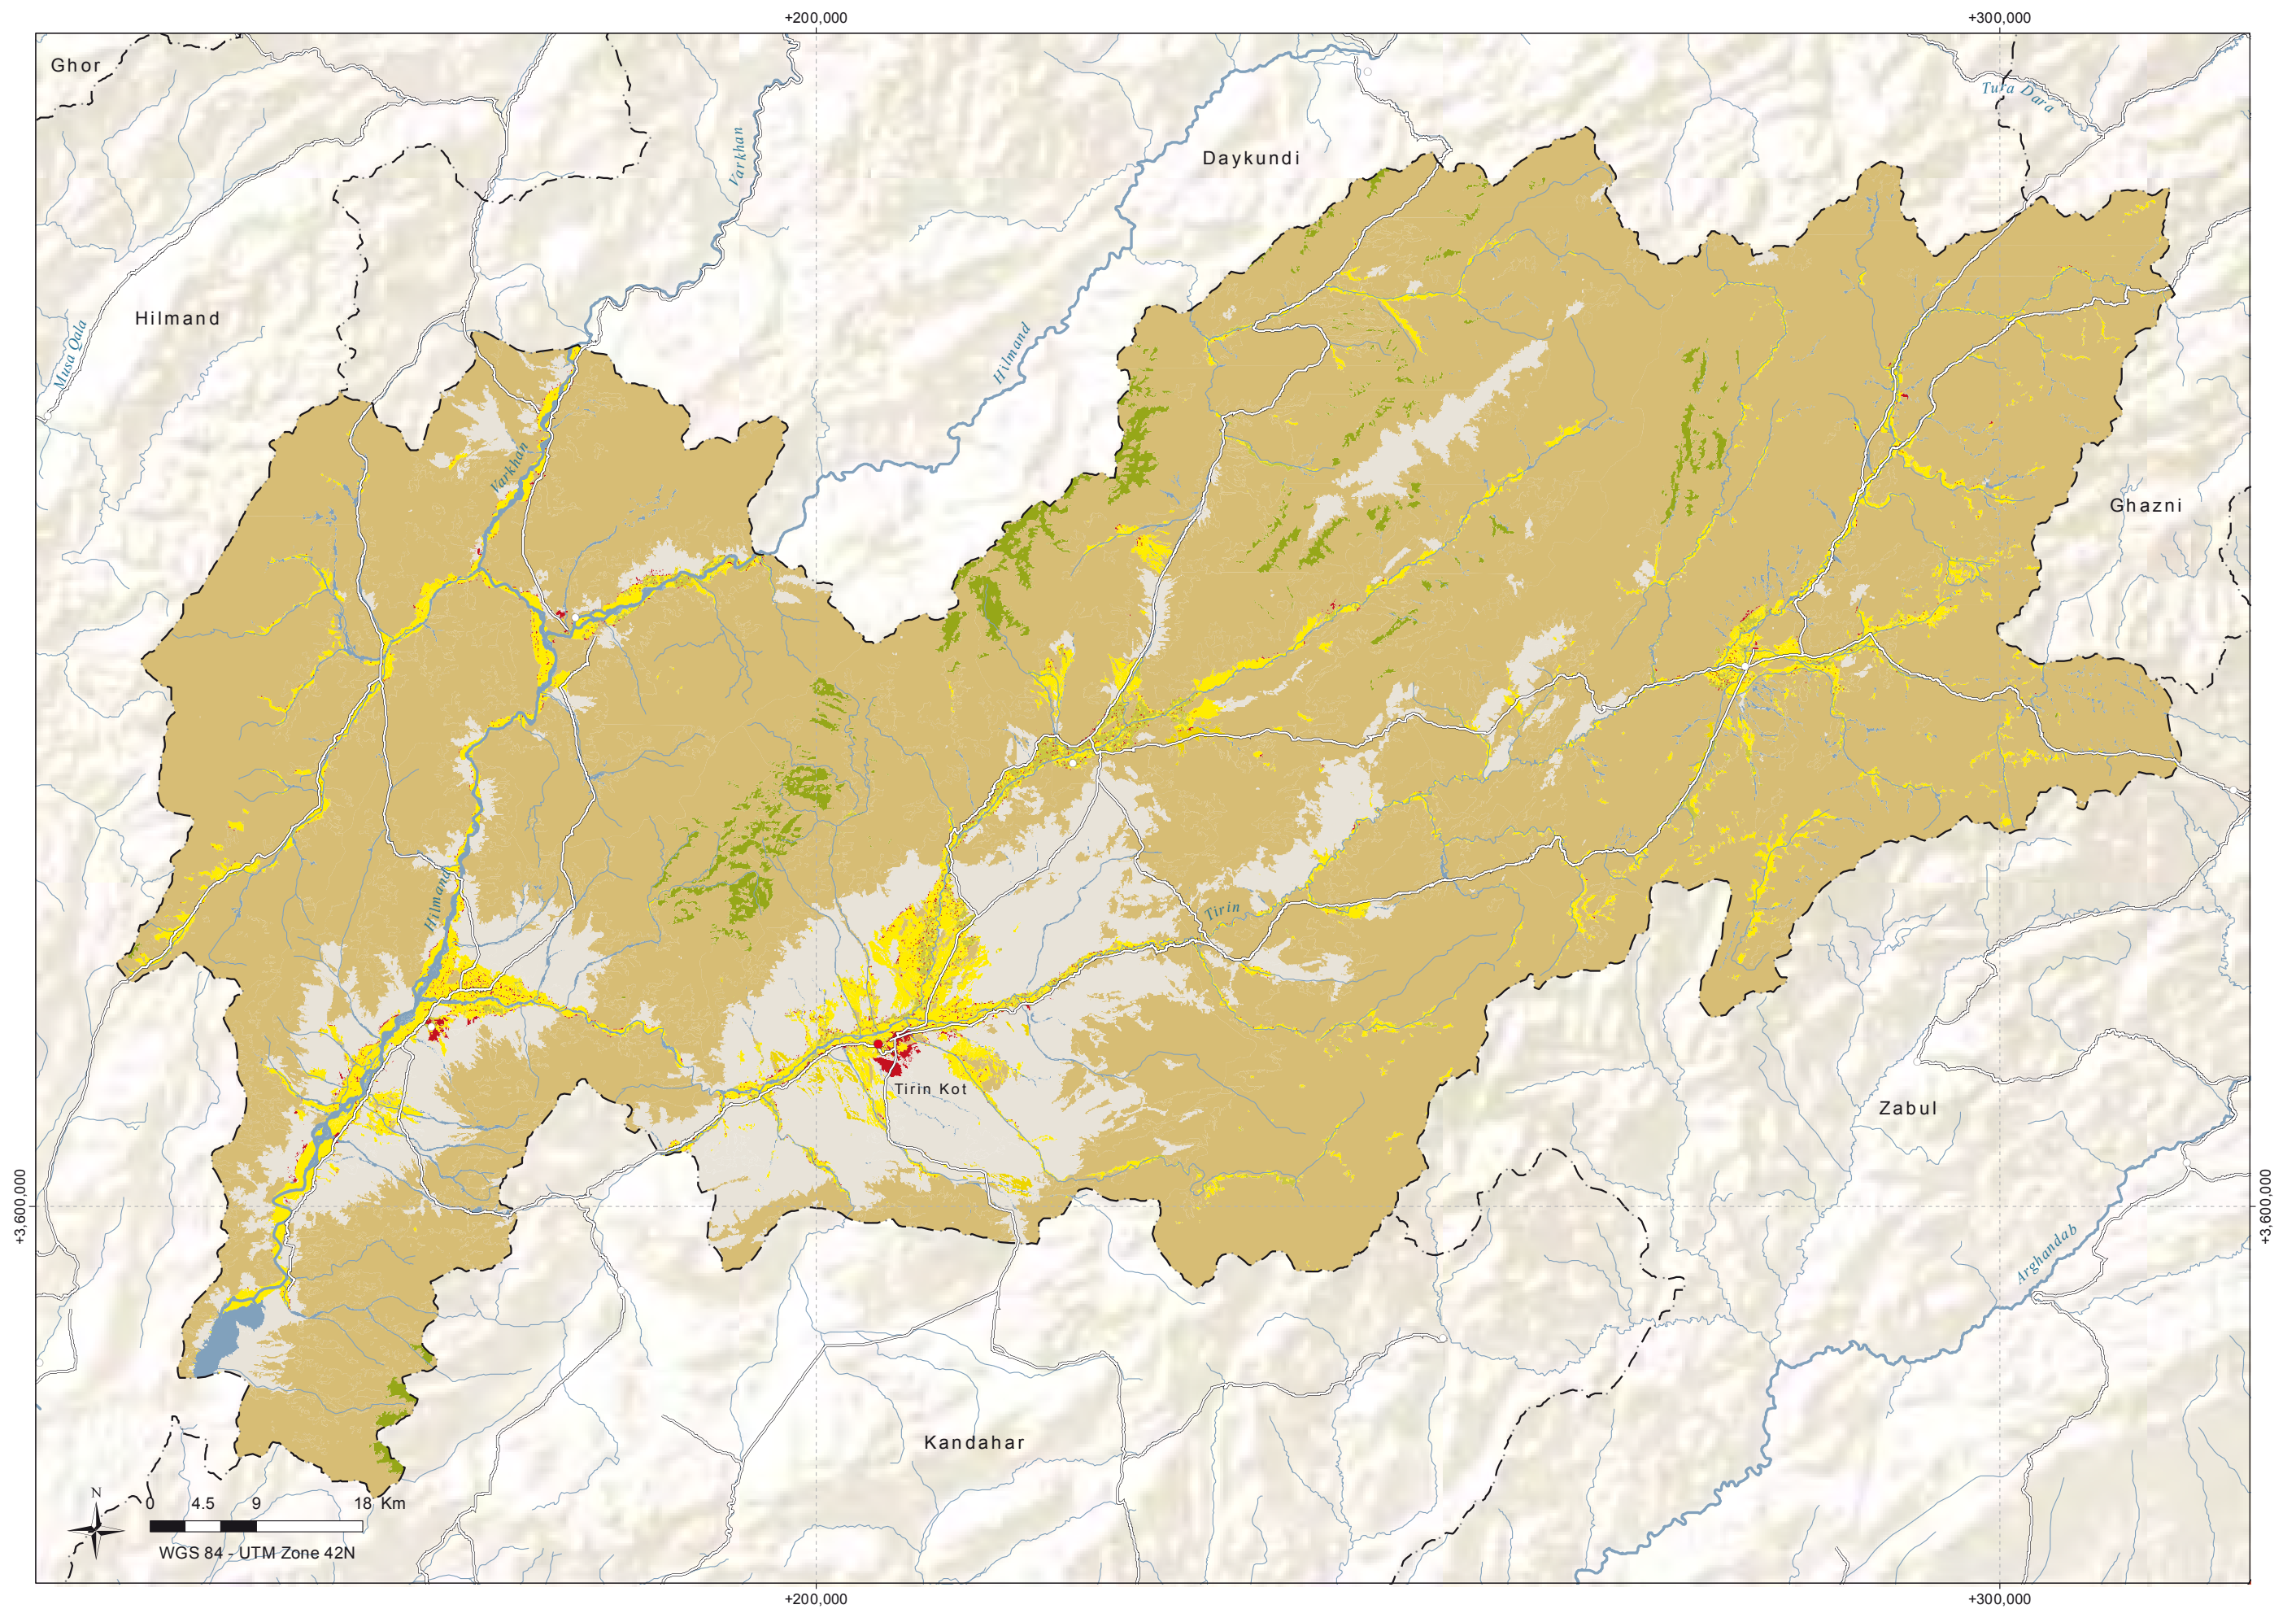 +200,000
+300,000
Ghor
Tura Dara
Varkhan
Daykundi
Hilmand
Musa Qala
Hilmand
Varkhan
Ghazni
Hilmand
Tirin
Tirin Kot
Zabul
+3,600,000
+3,600,000
Arghandab
Kandahar
N
0 4.5 9 18 Km
WGS 84 - UTM Zone 42N
+200,000
+300,000